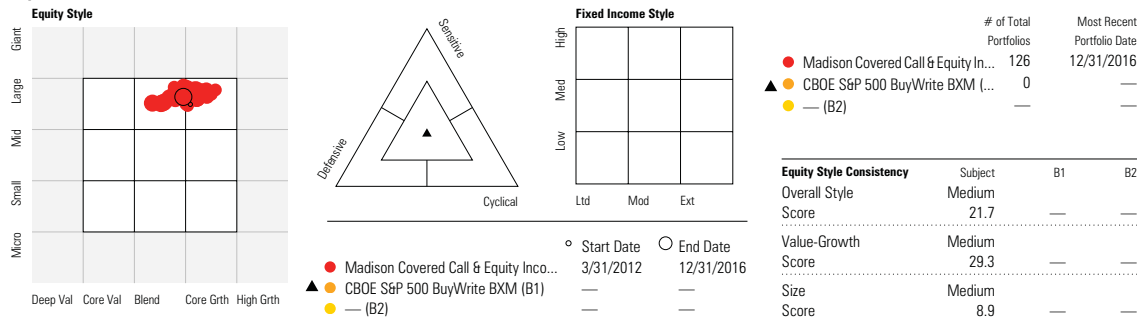 Equity Style
Giant
Large
Mid
Small
Micro
Deep Val Core Val Blend Core Grth High Grth
Sensitive
Defensive
Cyclical
Fixed Income Style
High
Med
Low
Ltd Mod Ext
Start Date End Date
Madison Covered Call & Equity Inco... 3/31/2012 12/31/2016
CBOE S&P 500 BuyWrite BXM (B1) — —
— (B2) — —
# of Total Most Recent
Portfolios Portfolio Date
Madison Covered Call & Equity In... 126 12/31/2016
CBOE S&P 500 BuyWrite BXM (... 0 —
— (B2) — —
Equity Style Consistency Subject B1 B2
Overall Style Medium
Score 21.7 — —
Value-Growth Medium
Score 29.3 — —
Size Medium
Score 8.9 — —